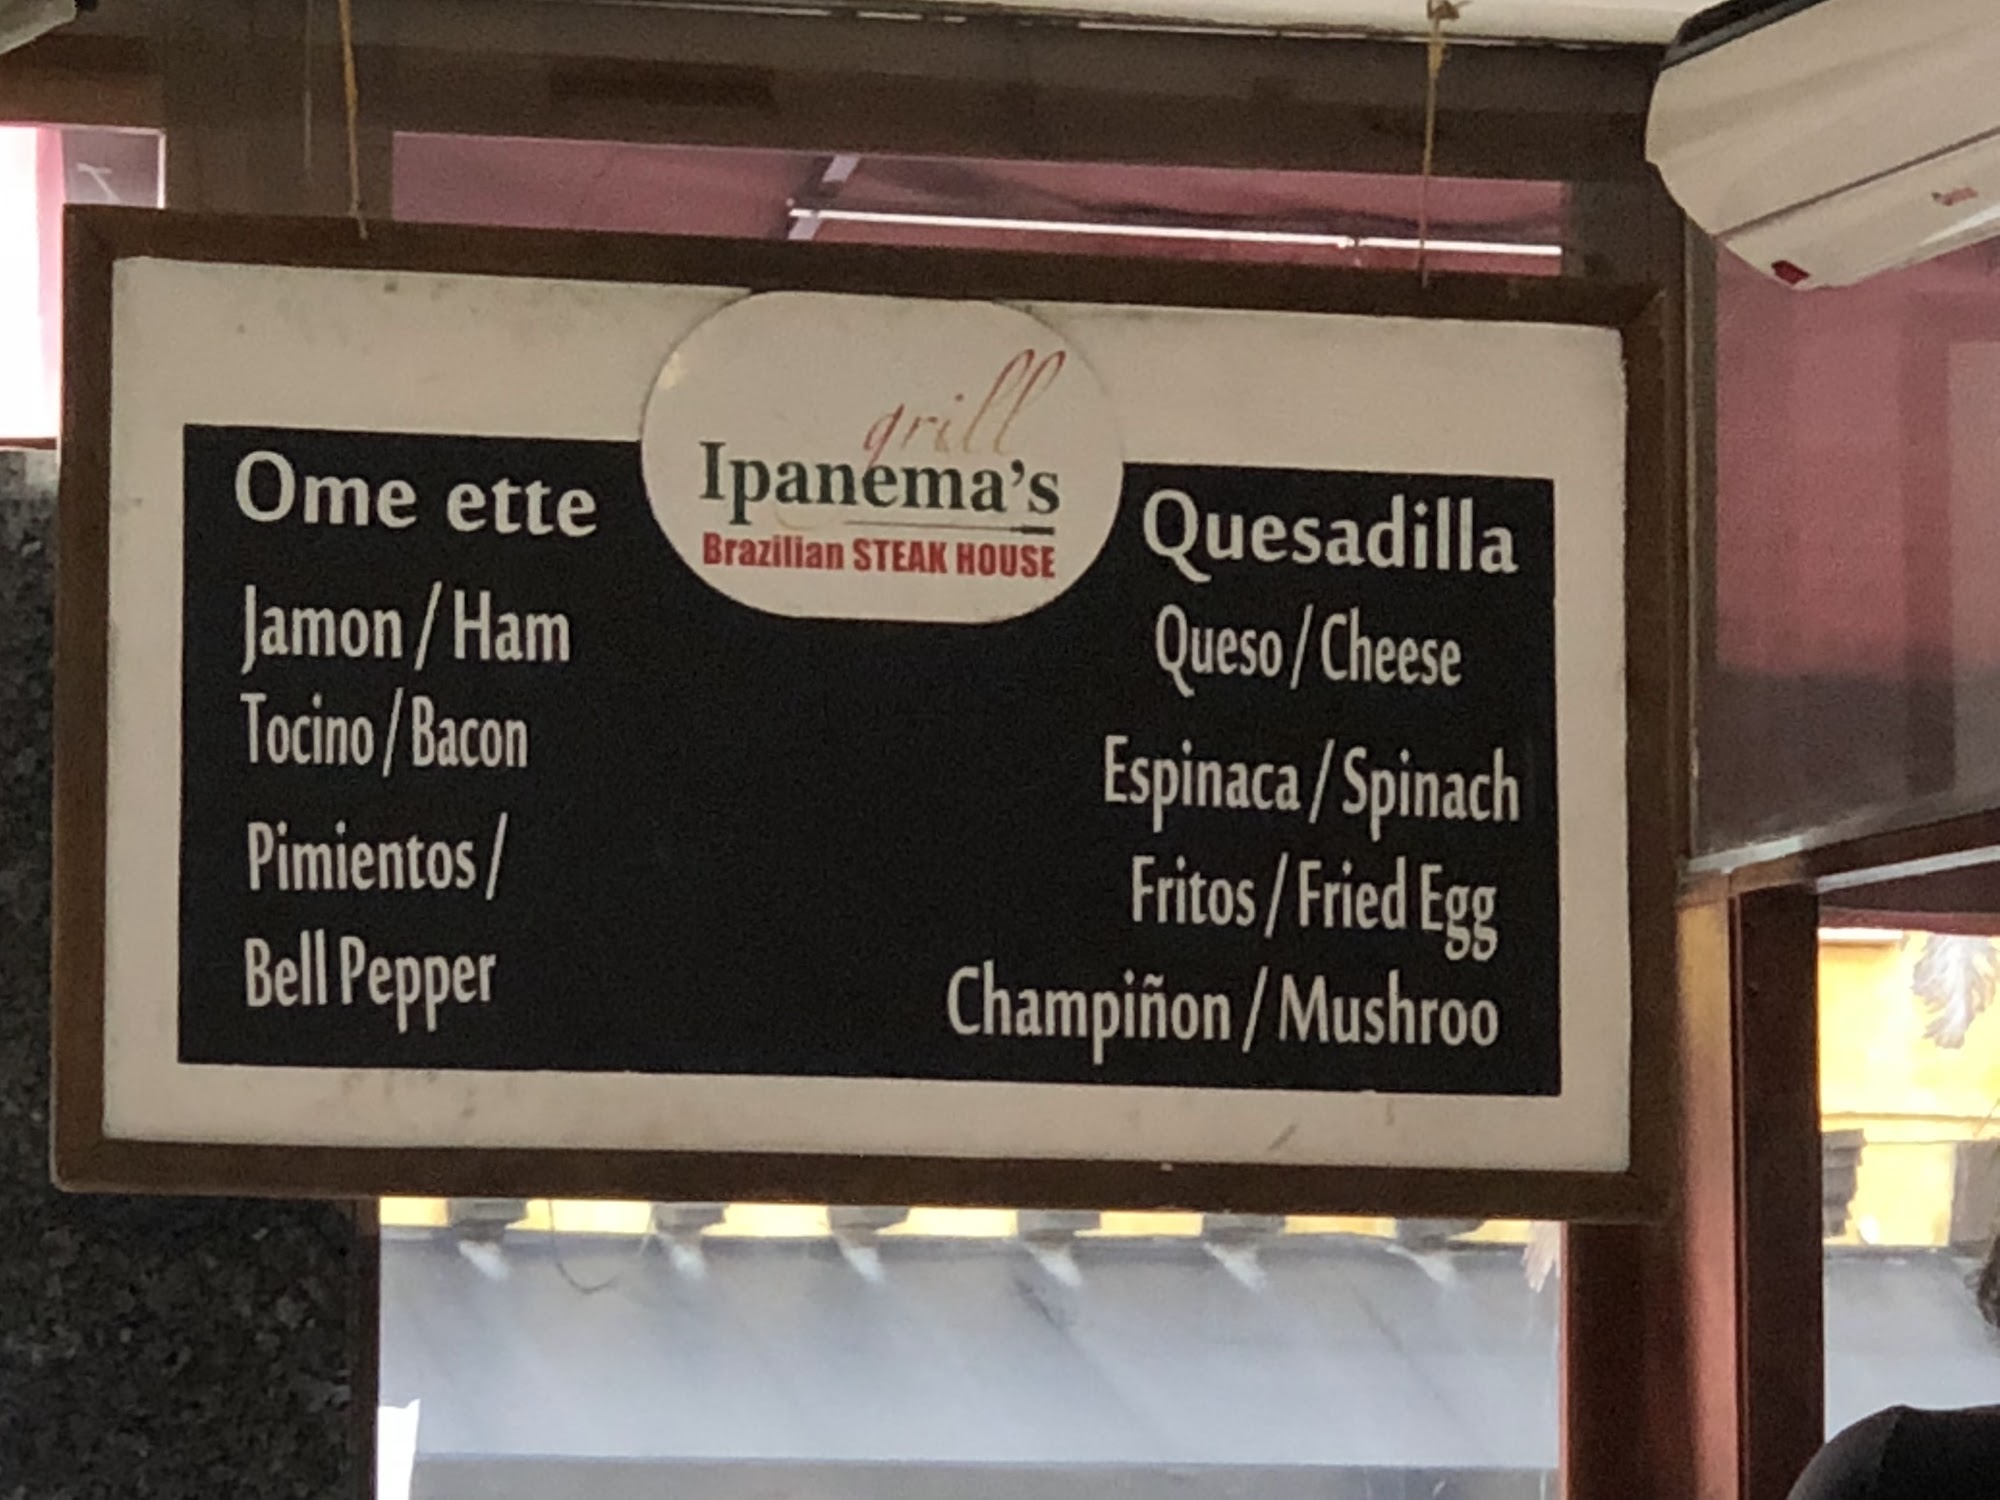 grill
Ipanema's
Brazilian STEAK HOUSE
Ome ette
Jamon / Ham
Tocino / Bacon
Pimientos /
Bell Pepper
Quesadilla
Queso / Cheese
Espinaca / Spinach
Fritos / Fried Egg
Champiñon / Mushroo